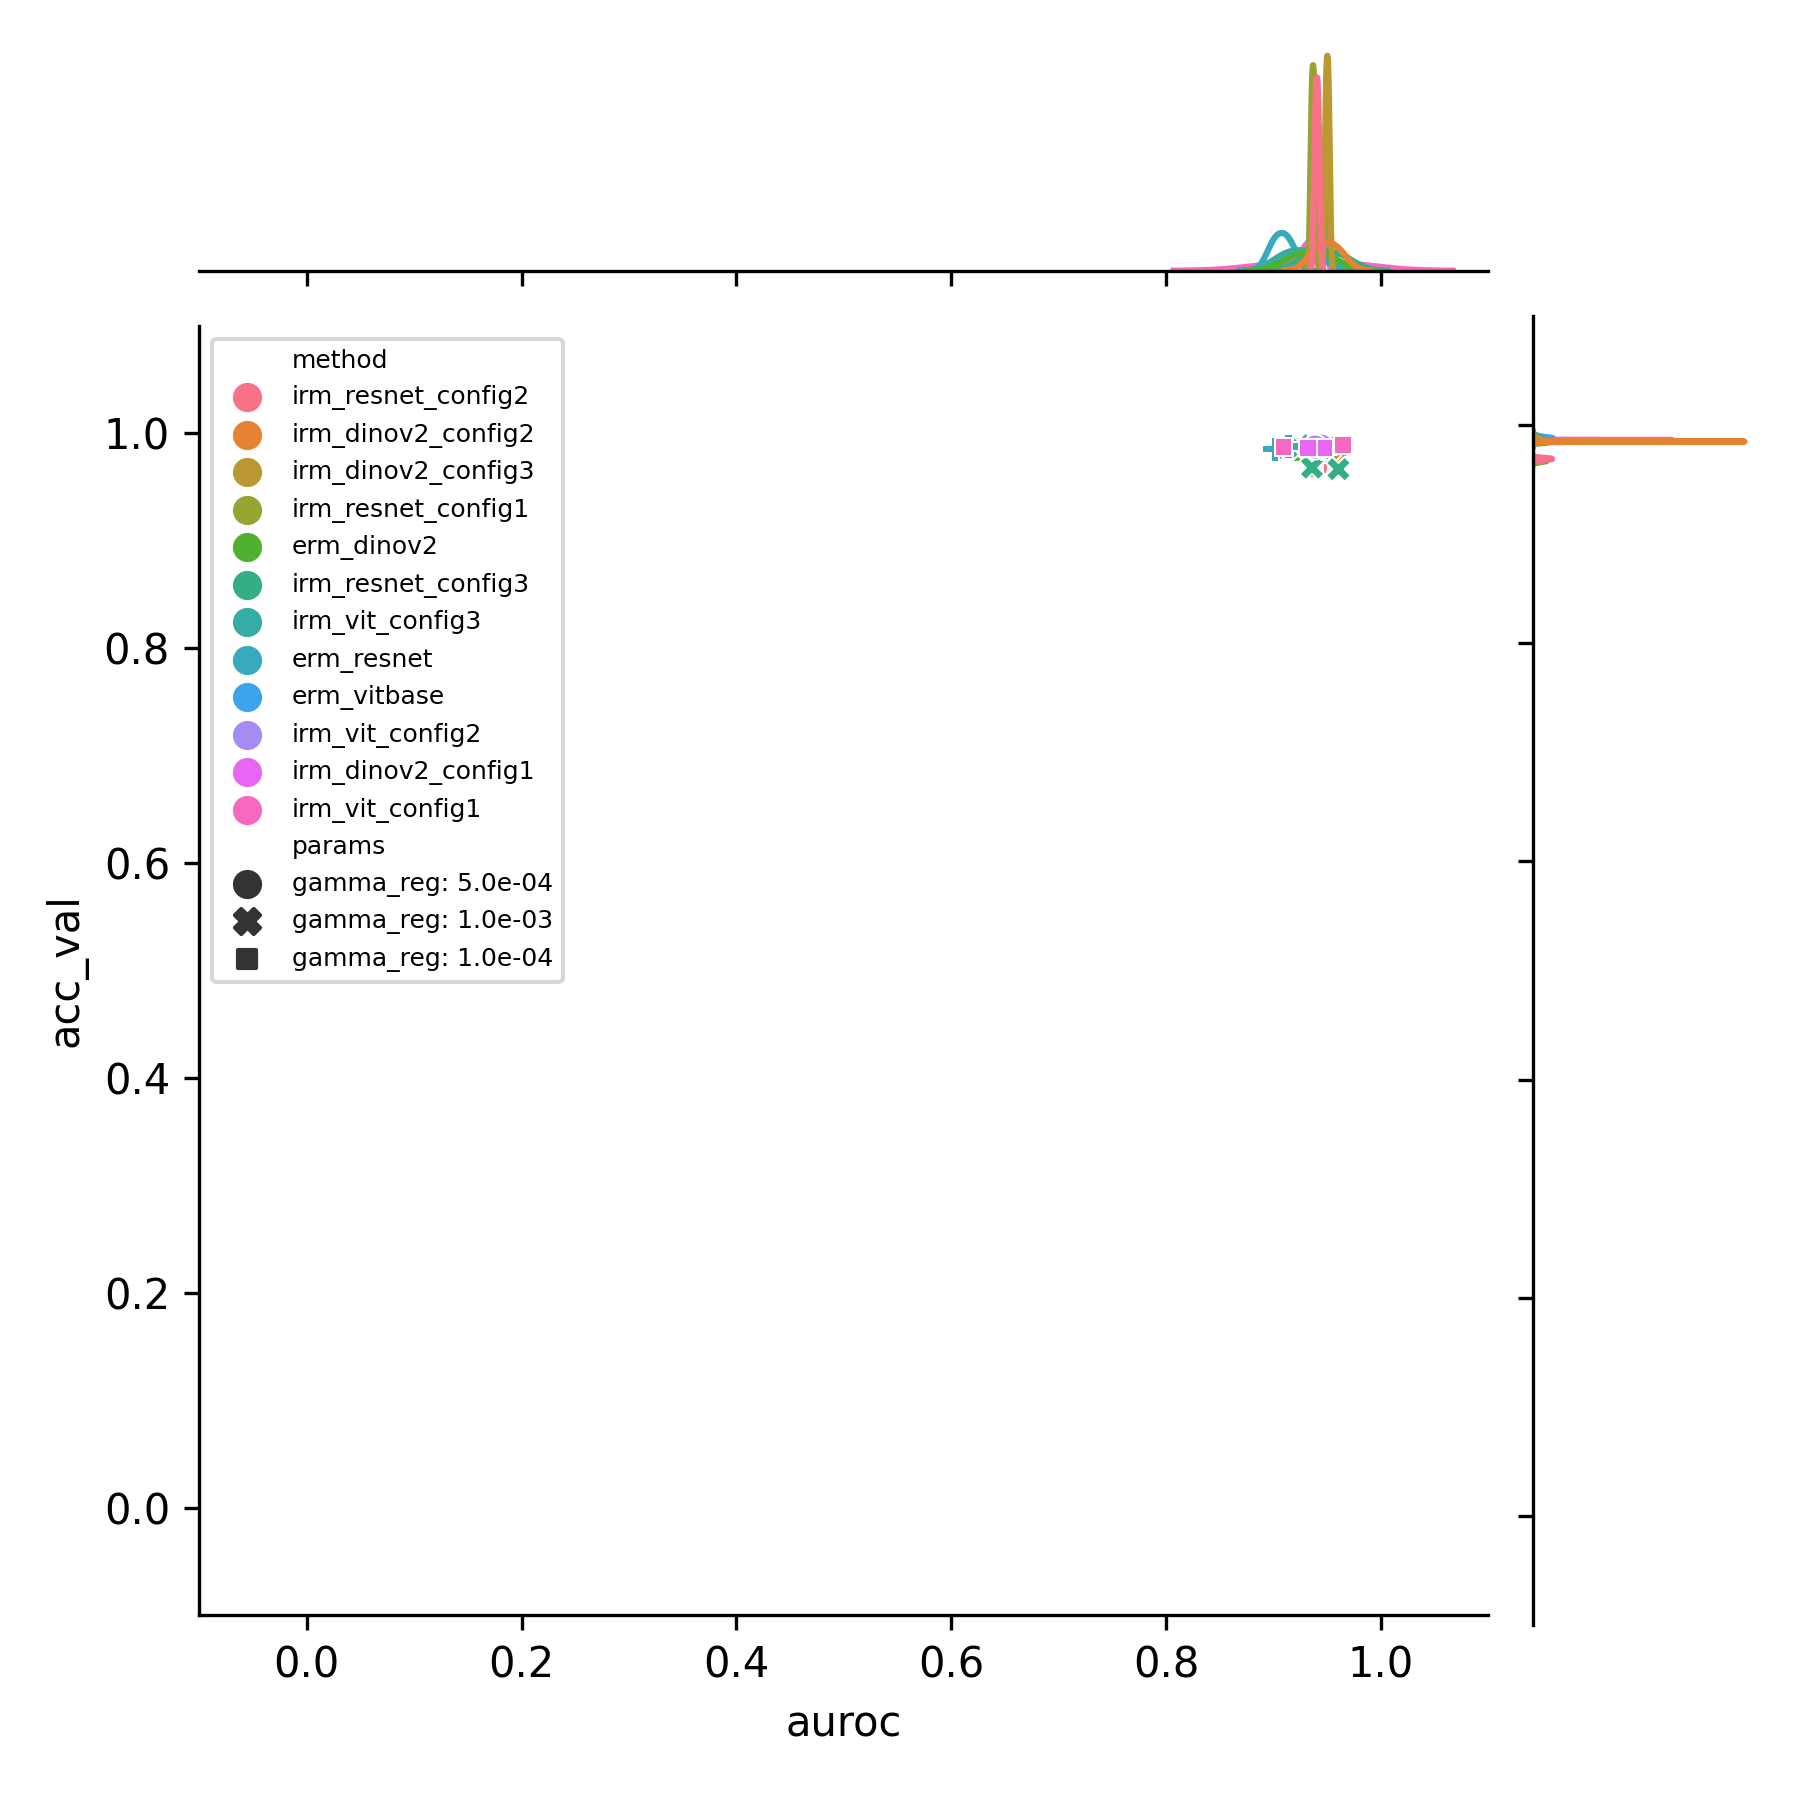 method
irm_resnet_config2
irm_dinov2_config2
irm_dinov2_config3
irm_resnet_config1
erm_dinov2
irm_resnet_config3
irm_vit_config3
erm_resnet
erm_vitbase
irm_vit_config2
irm_dinov2_config1
irm_vit_config1
params
gamma_reg: 5.0e-04
gamma_reg: 1.0e-03
gamma_reg: 1.0e-04
1.0
0.8
0.6
0.4
0.2
0.0
acc_val
0.0 0.2 0.4 0.6 0.8 1.0
auroc